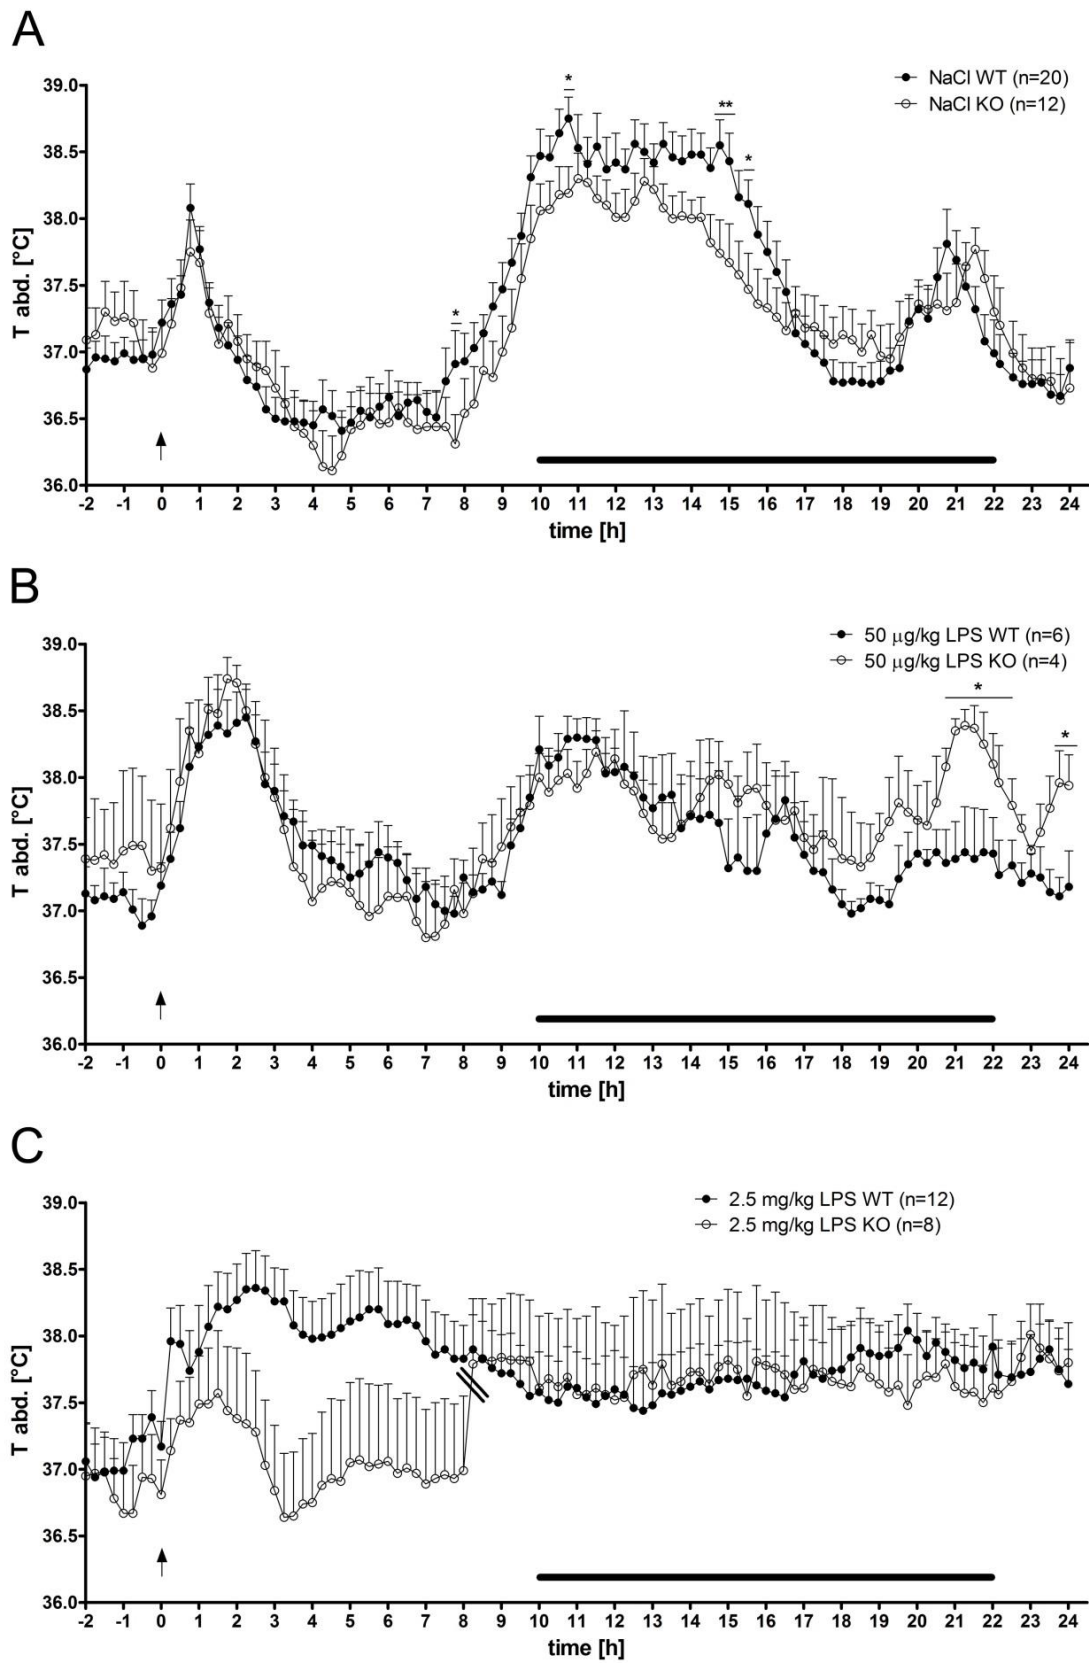 A
NaCl WT (n=20)
NaCl KO (n=12)
39.0
38.5
38.0
37.5
37.0
36.5
36.0
T abd. [°C]
* ** * *
-2 -1 0 1 2 3 4 5 6 7 8 9 10 11 12 13 14 15 16 17 18 19 20 21 22 23 24
time [h]
B
50 μg/kg LPS WT (n=6)
50 μg/kg LPS KO (n=4)
39.0
38.5
38.0
37.5
37.0
36.5
36.0
T abd. [°C]
* *
-2 -1 0 1 2 3 4 5 6 7 8 9 10 11 12 13 14 15 16 17 18 19 20 21 22 23 24
time [h]
C
2.5 mg/kg LPS WT (n=12)
2.5 mg/kg LPS KO (n=8)
39.0
38.5
38.0
37.5
37.0
36.5
36.0
T abd. [°C]
-2 -1 0 1 2 3 4 5 6 7 8 9 10 11 12 13 14 15 16 17 18 19 20 21 22 23 24
time [h]